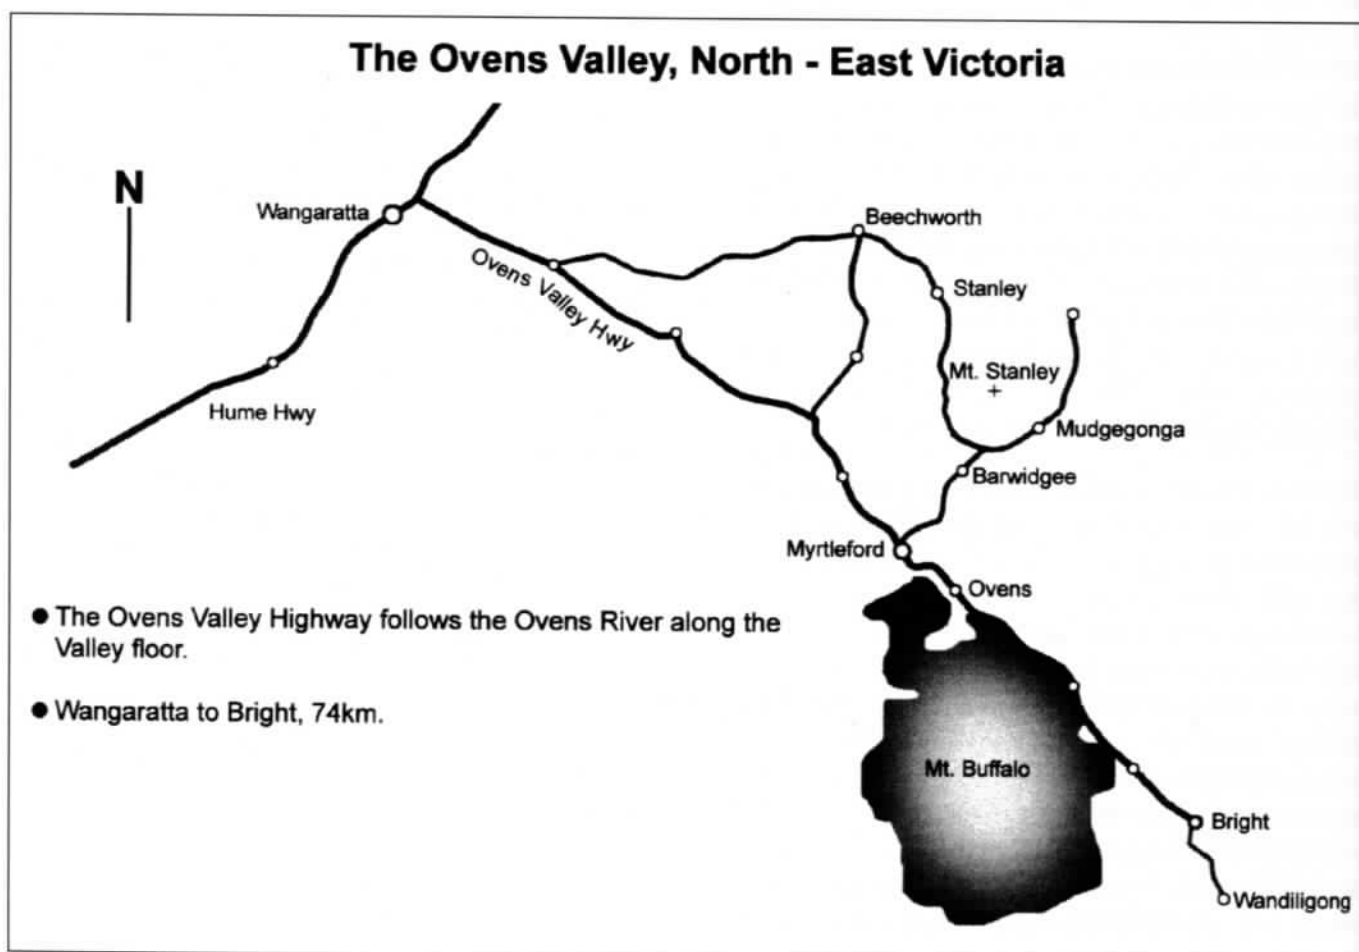 The Ovens Valley, North - East Victoria
N
Wangaratta
Beechworth
Ovens Valley Hwy
Stanley
Mt. Stanley
Hume Hwy
Mudgegonga
Barwidgee
Myrtleford
Ovens
● The Ovens Valley Highway follows the Ovens River along the
Valley floor.
● Wangaratta to Bright, 74km.
Mt. Buffalo
Bright
Wandiligong